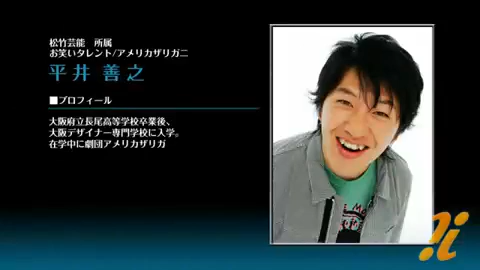 松竹芸能　所属
お笑いタレント/アメリカザリガニ
平井 善之
■プロフィール
大阪府立長尾高等学校卒業後、
大阪デザイナー専門学校に入学。
在学中に劇団アメリカザリガ
?i